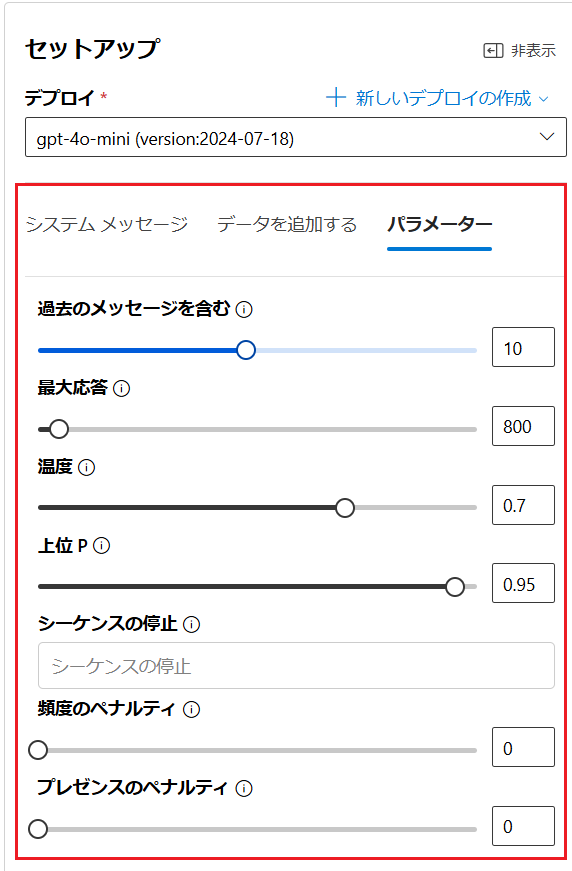 セットアップ
非表示
デプロイ *
新しいデプロイの作成
gpt-4o-mini (version:2024-07-18)
システム メッセージ データを追加する パラメーター
過去のメッセージを含む
10
最大応答
800
温度
0.7
上位 P
0.95
シーケンスの停止
シーケンスの停止
頻度のペナルティ
0
プレゼンスのペナルティ
0